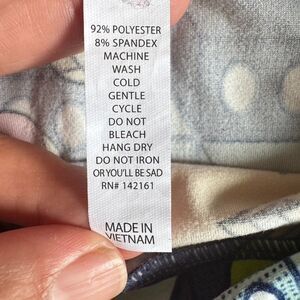 92% POLYESTER
8% SPANDEX
MACHINE
WASH
COLD
GENTLE
CYCLE
DO NOT
BLEACH
HANG DRY
DO NOT IRON
OR YOU'LL BE SAD
RN# 142161
MADE IN
VIETNAM